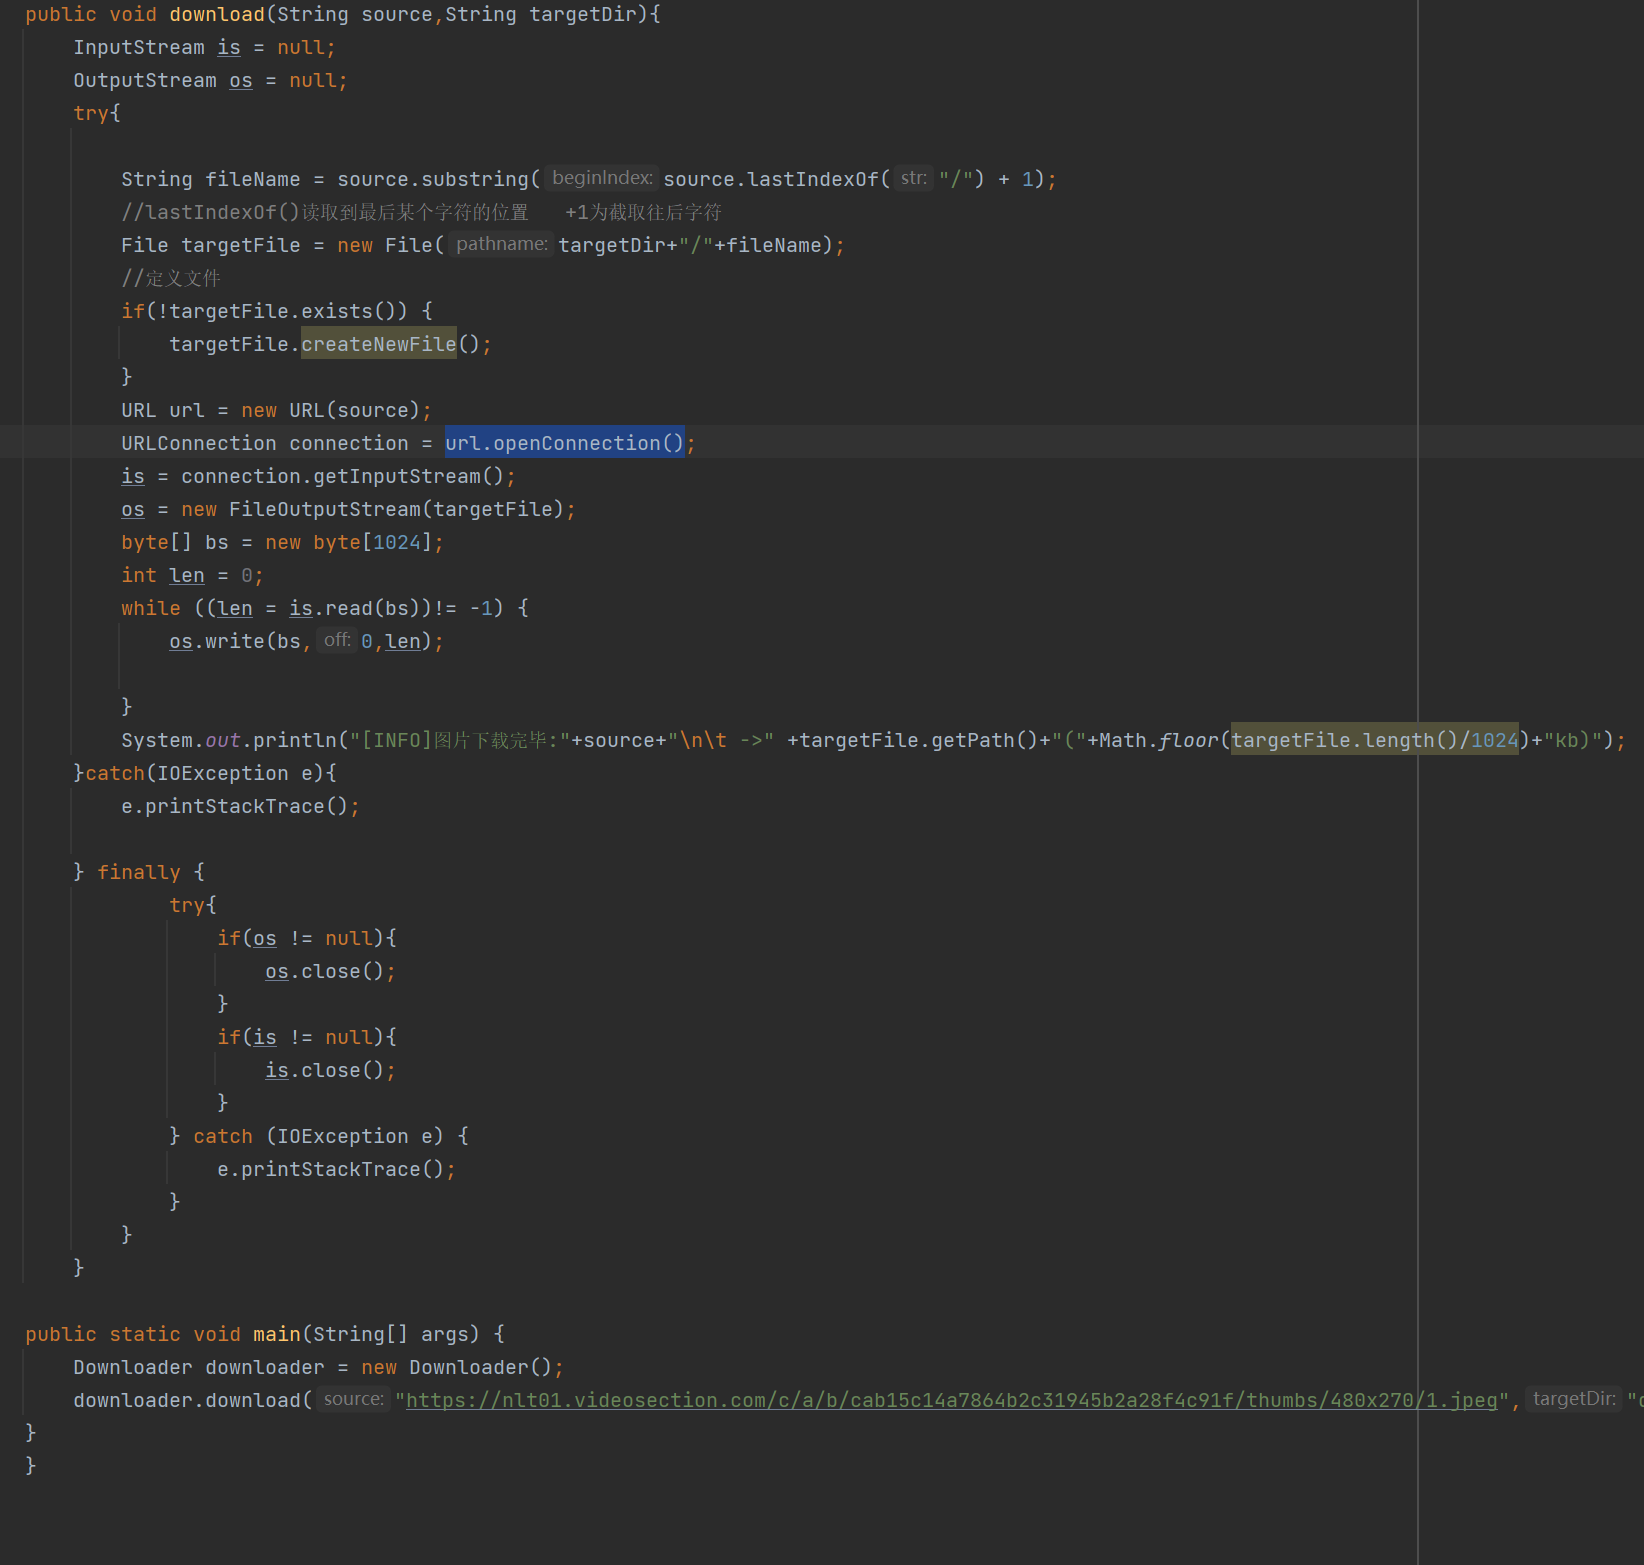 public void download(String source,String targetDir){
InputStream is = null;
OutputStream os = null;
try{
String fileName = source.substring( beginIndex: source.lastIndexOf( str: "/") + 1);
//lastIndexOf()读取到最后某个字符的位置   +1为截取往后字符
File targetFile = new File( pathname: targetDir+"/"+fileName);
//定义文件
if(!targetFile.exists()) {
targetFile.createNewFile();
}
URL url = new URL(source);
URLConnection connection = url.openConnection();
is = connection.getInputStream();
os = new FileOutputStream(targetFile);
byte[] bs = new byte[1024];
int len = 0;
while ((len = is.read(bs))!= -1) {
os.write(bs, off: 0,len);
}
System.out.println("[INFO]图片下载完毕:"+source+"\n\t ->" +targetFile.getPath()+"("+Math.floor(targetFile.length()/1024)+"kb)");
}catch(IOException e){
e.printStackTrace();
} finally {
try{
if(os != null){
os.close();
}
if(is != null){
is.close();
}
} catch (IOException e) {
e.printStackTrace();
}
}
}
public static void main(String[] args) {
Downloader downloader = new Downloader();
downloader.download( source: "https://nlt01.videosection.com/c/a/b/cab15c14a7864b2c31945b2a28f4c91f/thumbs/480x270/1.jpeg", targetDir: "
}
}